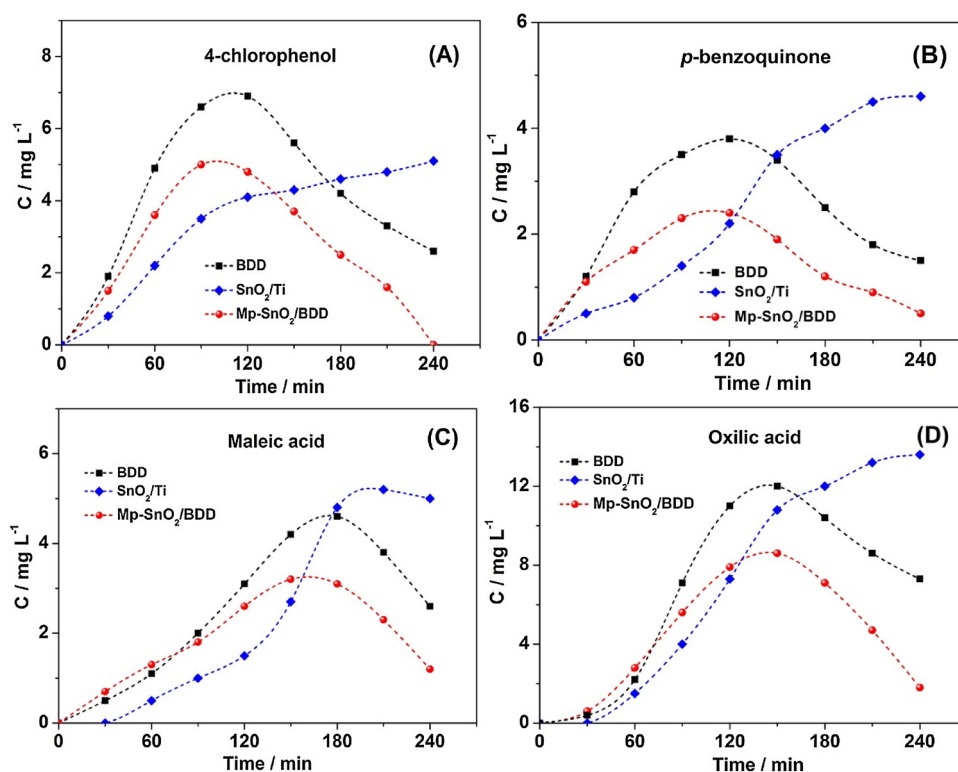 4-chlorophenol
(A)
C / mg L⁻¹
8
6
4
2
0
BDD
SnO₂/Ti
Mp-SnO₂/BDD
0 60 120 180 240
Time / min
p-benzoquinone
(B)
C / mg L⁻¹
6
4
2
0
BDD
SnO₂/Ti
Mp-SnO₂/BDD
0 60 120 180 240
Time / min
Maleic acid
(C)
C / mg L⁻¹
6
4
2
0
BDD
SnO₂/Ti
Mp-SnO₂/BDD
0 60 120 180 240
Time / min
Oxilic acid
(D)
C / mg L⁻¹
16
12
8
4
0
BDD
SnO₂/Ti
Mp-SnO₂/BDD
0 60 120 180 240
Time / min